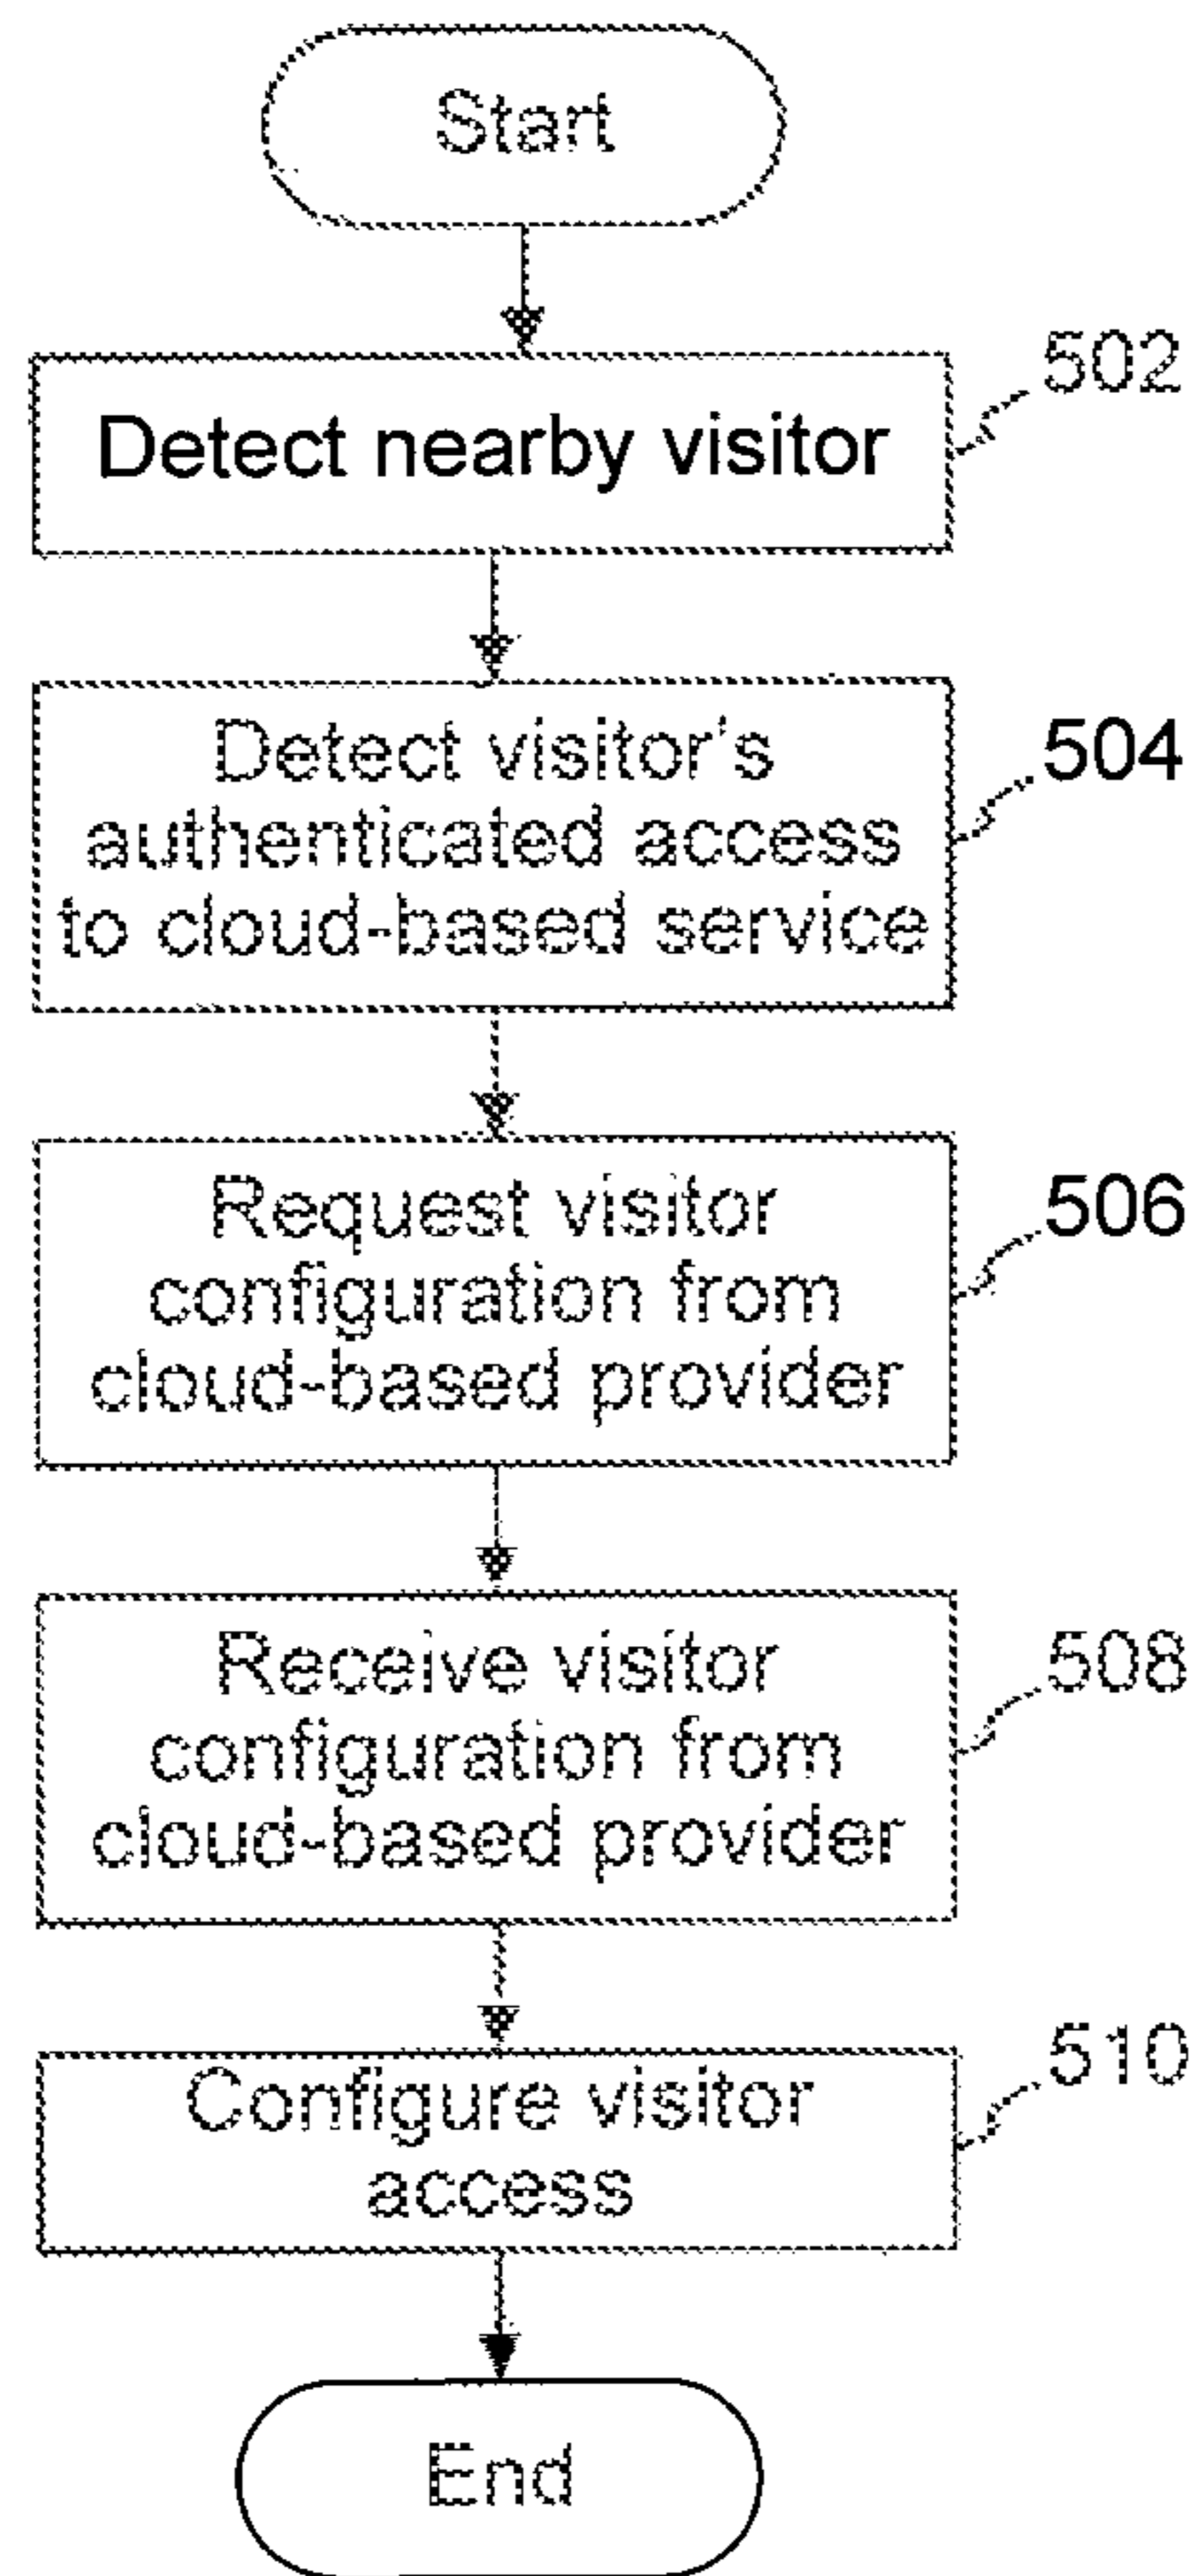 Start
502
Detect nearby visitor
504
Detect visitor's
authenticated access
to cloud-based service
506
Request visitor
configuration from
cloud-based provider
508
Receive visitor
configuration from
cloud-based provider
510
Configure visitor
access
End